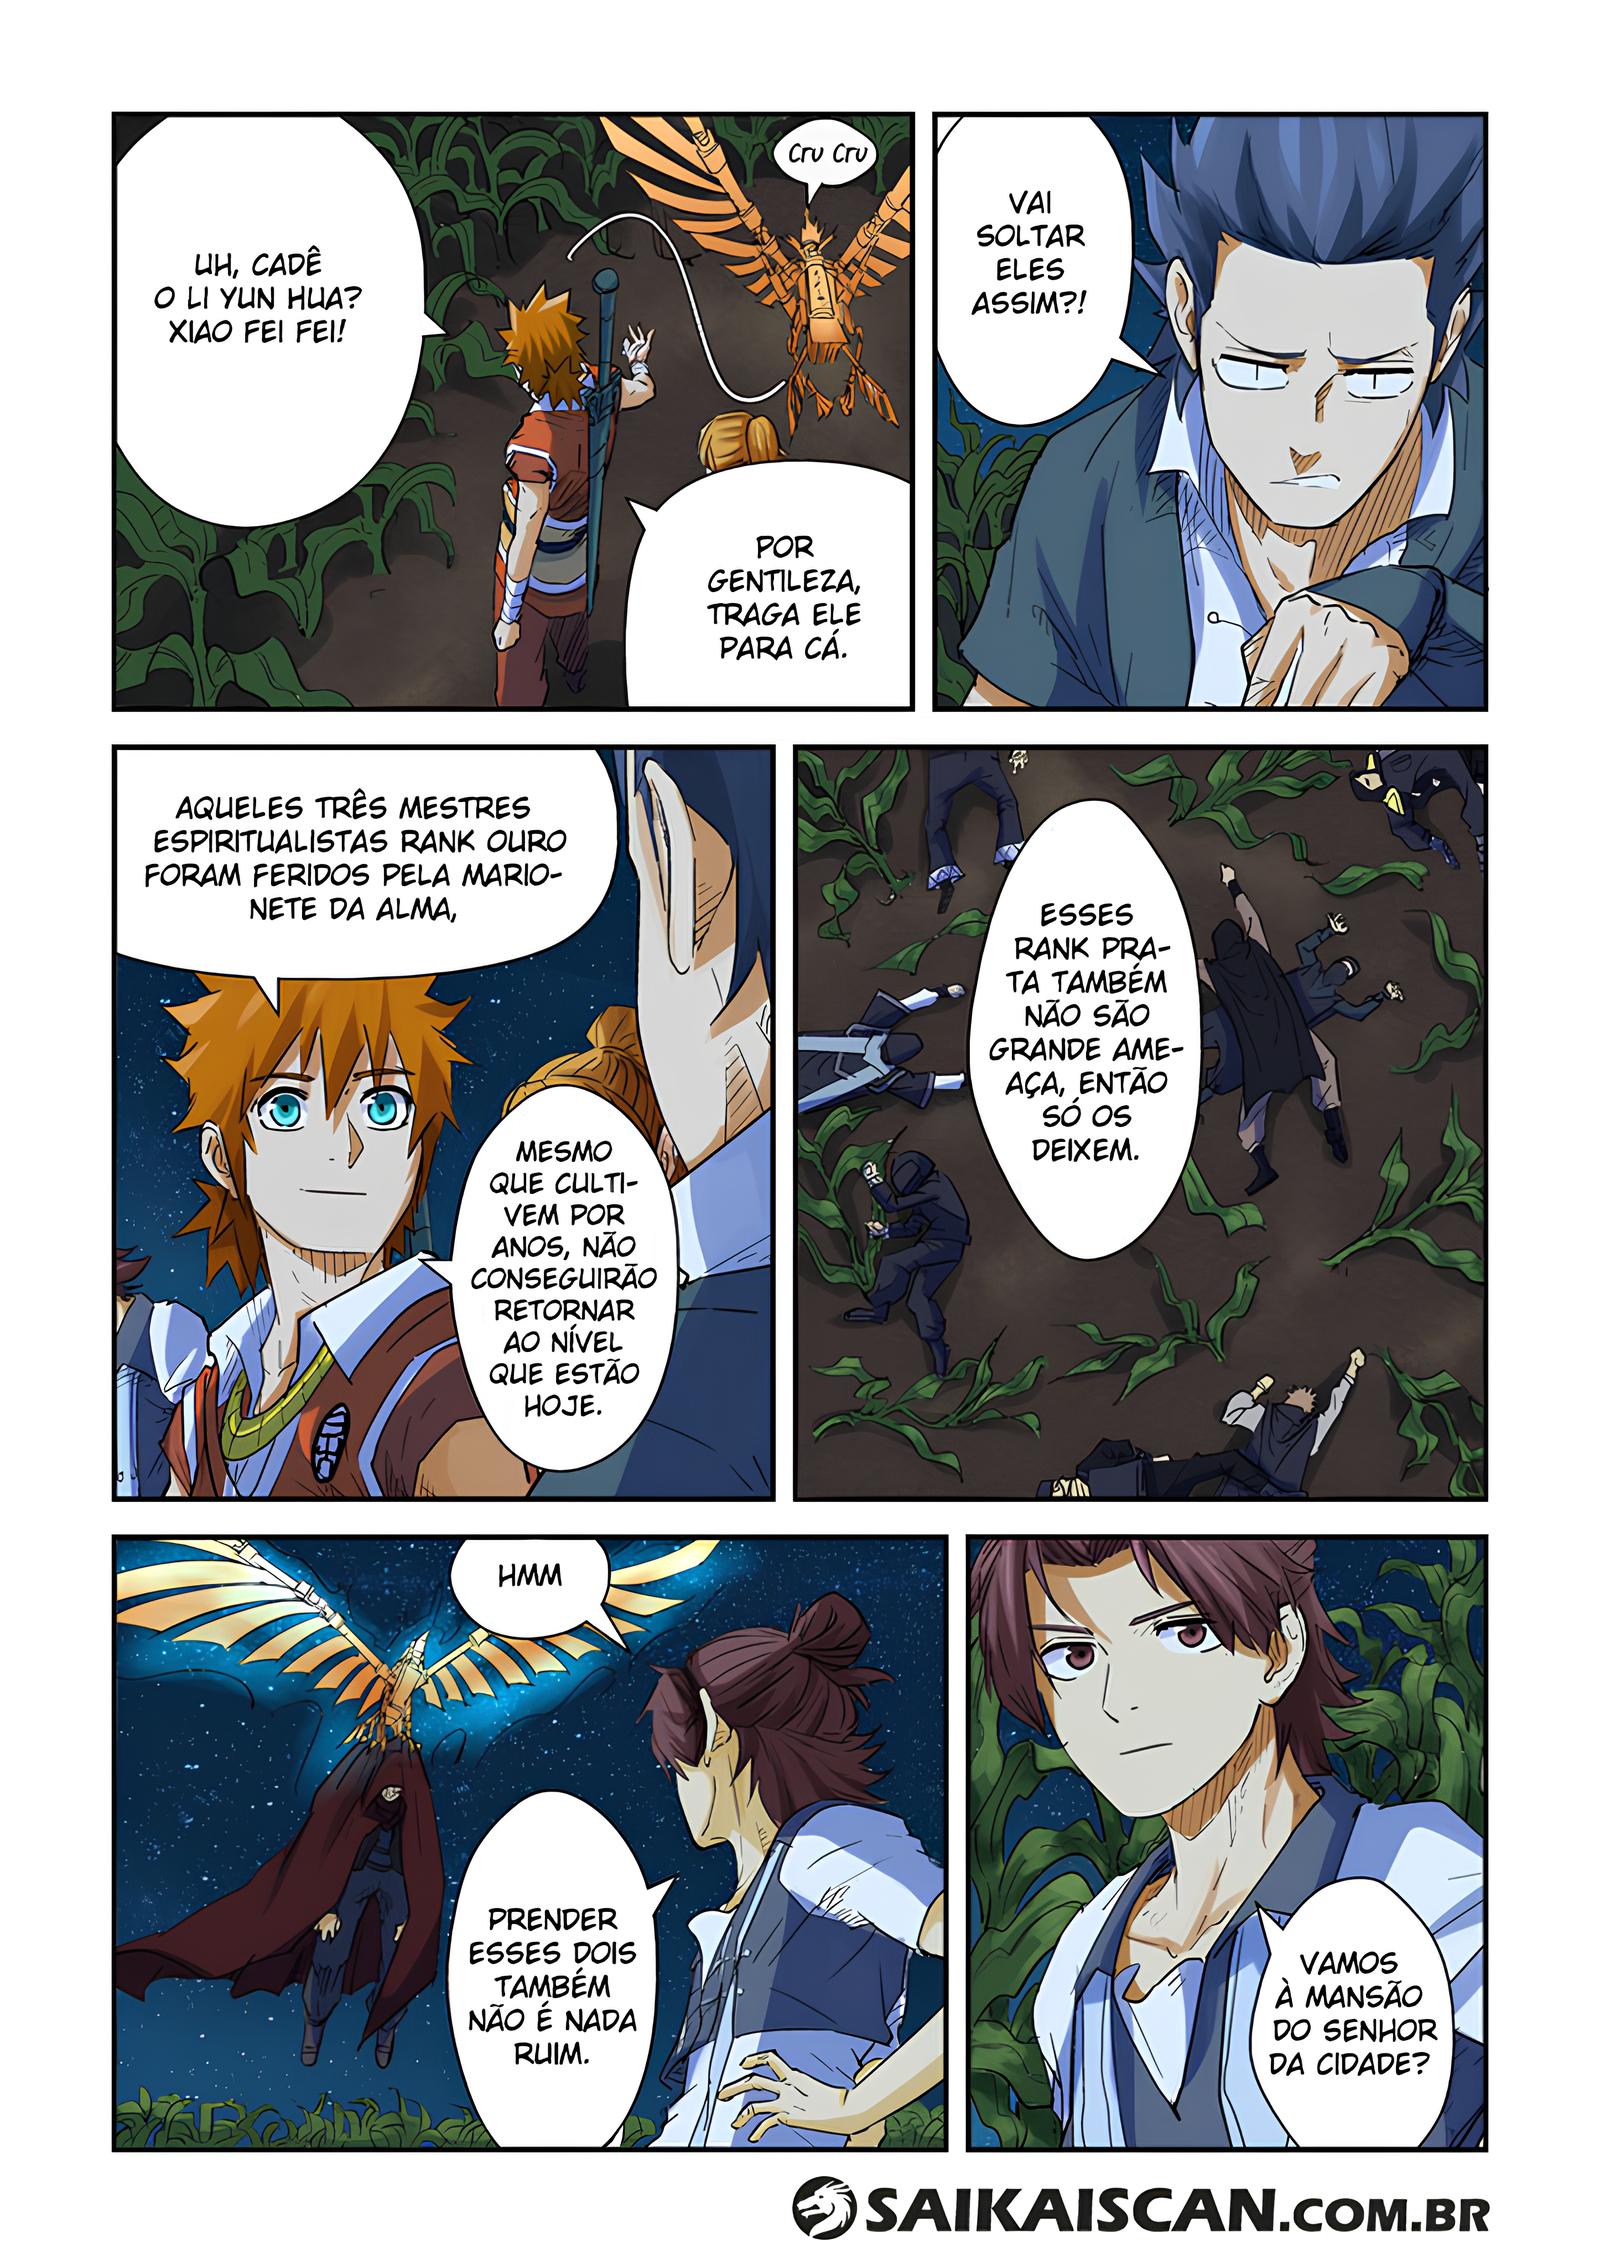 UH, CADÊ
O LI YUN HUA?
XIAO FEI FEI!
Cru Cru
POR
GENTILEZA,
TRAGA ELE
PARA CÁ.
VAI
SOLTAR
ELES
ASSIM?!
AQUELES TRÊS MESTRES
ESPIRITUALISTAS RANK OURO
FORAM FERIDOS PELA MARIO-
NETE DA ALMA,
MESMO
QUE CULTI-
VEM POR
ANOS, NÃO
CONSEGUIRÃO
RETORNAR
AO NÍVEL
QUE ESTÃO
HOJE.
ESSES
RANK PRA-
TA TAMBÉM
NÃO SÃO
GRANDE AME-
AÇA, ENTÃO
SÓ OS
DEIXEM.
HMM
PRENDER
ESSES DOIS
TAMBÉM
NÃO É NADA
RUIM.
VAMOS
À MANSÃO
DO SENHOR
DA CIDADE?
SAIKAISCAN.COM.BR